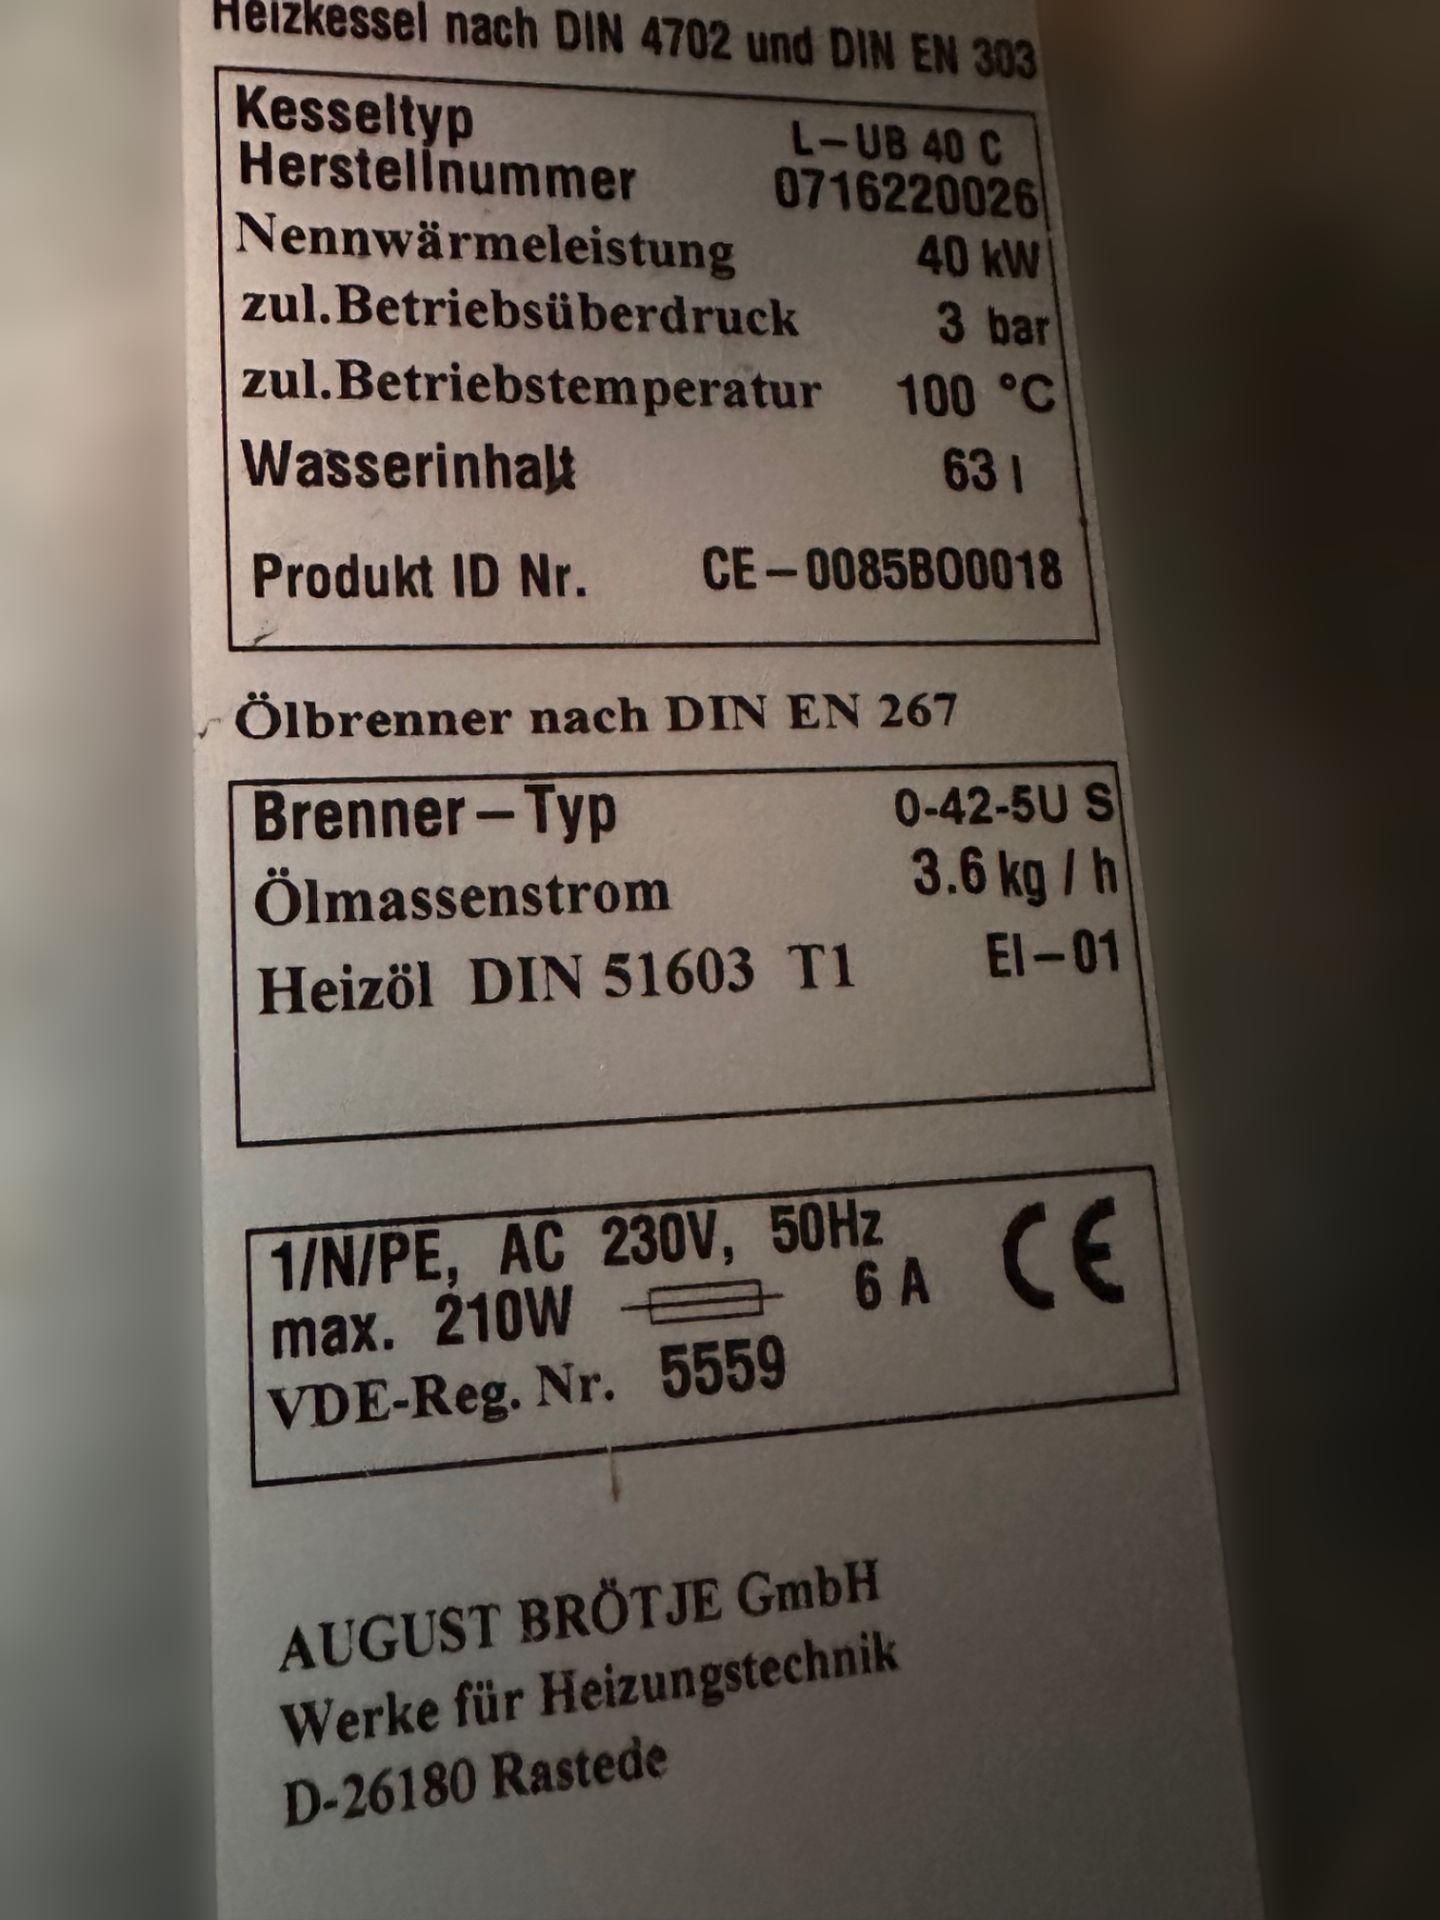 Heizkessel nach DIN 4702 und DIN EN 303
Kesseltyp L-UB 40 C
Herstellnummer 0716220026
Nennwärmeleistung 40 kW
zul.Betriebsüberdruck 3 bar
zul.Betriebstemperatur 100 °C
Wasserinhalt 63 l
Produkt ID Nr. CE-0085BO0018
Ölbrenner nach DIN EN 267
Brenner-Typ 0-42-5U S
Ölmassenstrom 3.6 kg / h
Heizöl DIN 51603 T1 El-01
1/N/PE, AC 230V, 50Hz
max. 210W 6 A CE
VDE-Reg. Nr. 5559
AUGUST BRÖTJE GmbH
Werke für Heizungstechnik
D-26180 Rastede